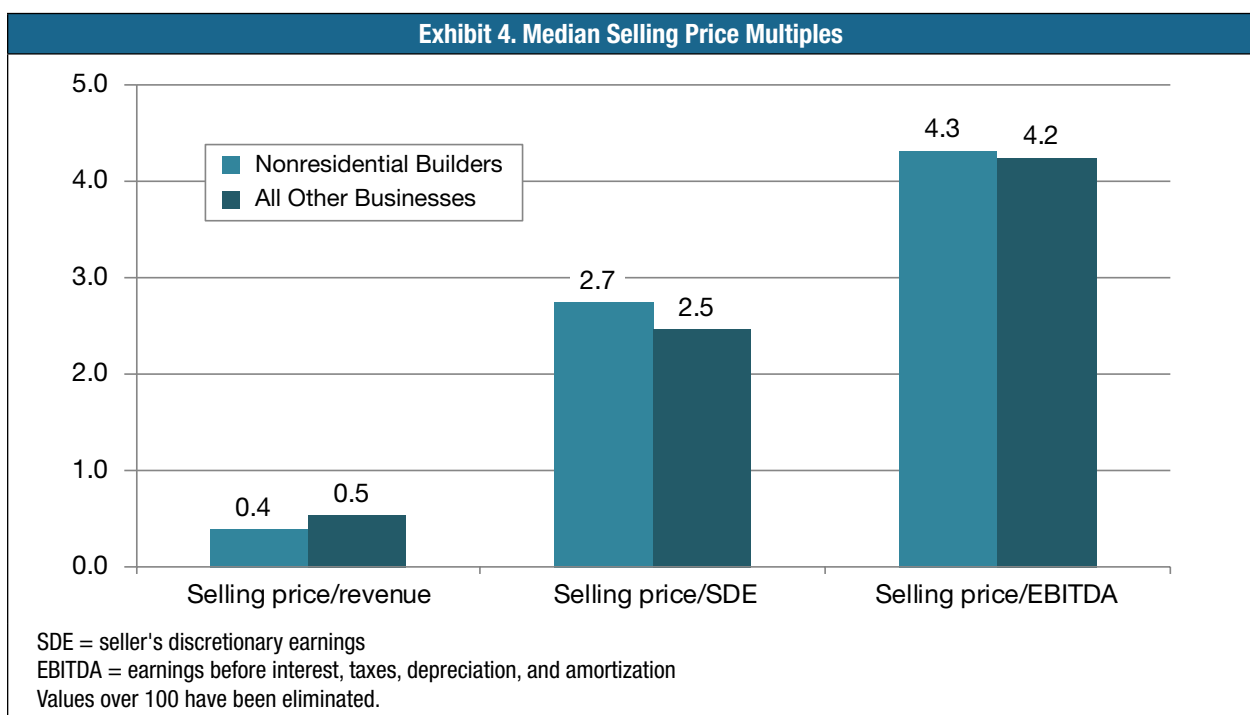 Exhibit 4. Median Selling Price Multiples
5.0
4.0
3.0
2.0
1.0
0.0
Nonresidential Builders
All Other Businesses
0.4
0.5
2.7
2.5
4.3
4.2
Selling price/revenue
Selling price/SDE
Selling price/EBITDA
SDE = seller's discretionary earnings
EBITDA = earnings before interest, taxes, depreciation, and amortization
Values over 100 have been eliminated.